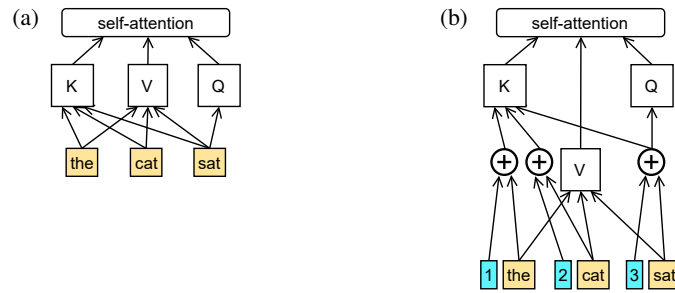 (a)
self-attention
K V Q
the cat sat
(b)
self-attention
K Q
+ + +
V
1 the 2 cat 3 sat